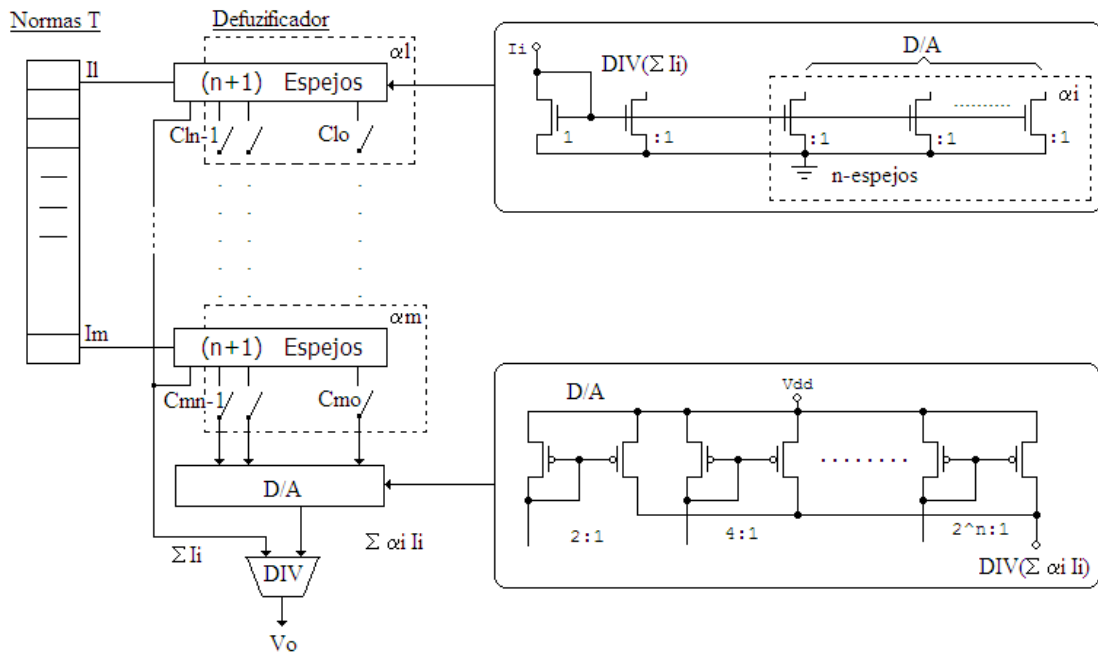 Normas T
Defuzificador
αl
Il
(n+1) Espejos
Cln-1
Clo
Ii
DIV(Σ Ii)
D/A
αi
1
:1
:1
:1
:1
n-espejos
Im
αm
(n+1) Espejos
Cmn-1
Cmo
D/A
Σ Ii
Σ αi Ii
DIV
Vo
D/A
Vdd
2:1
4:1
2^n:1
DIV(Σ αi Ii)